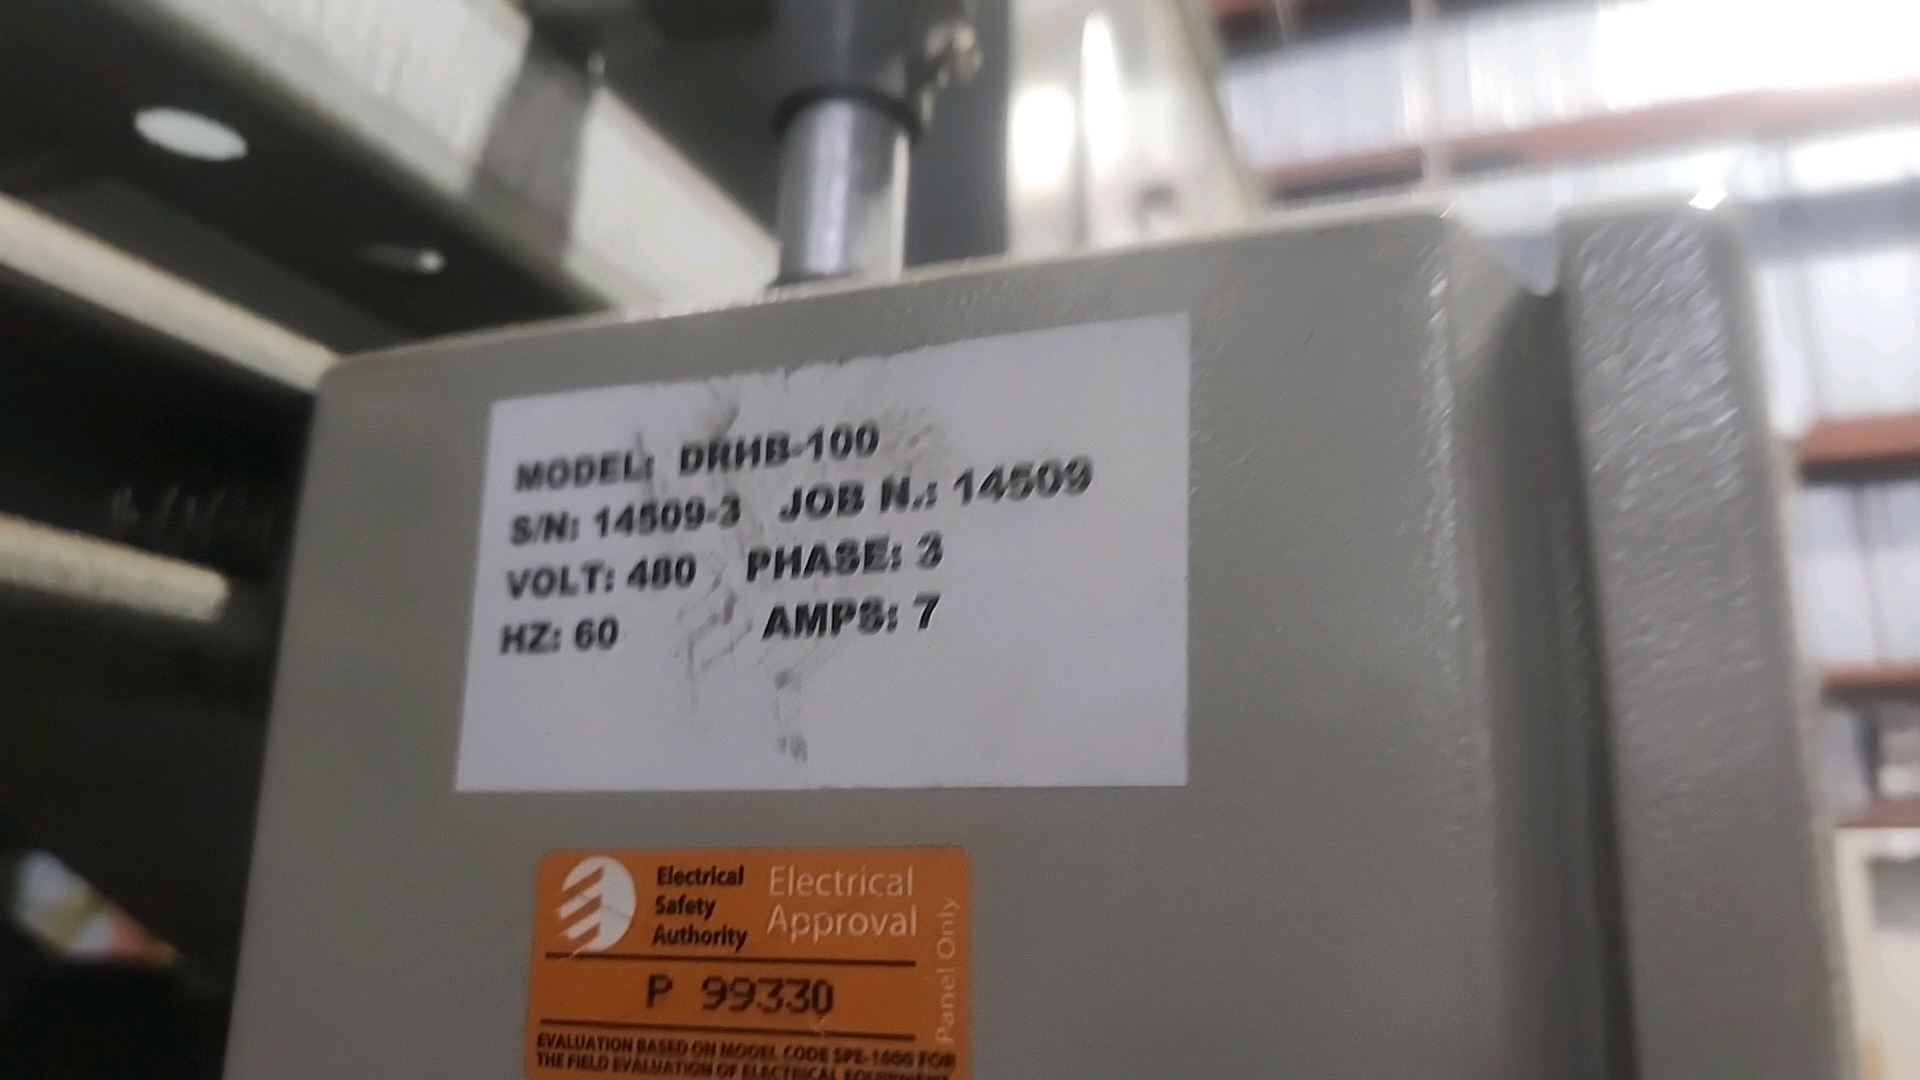 MODEL: DRHB-100
S/N: 14509-3 JOB N.: 14509
VOLT: 480 PHASE: 3
HZ: 60 AMPS: 7
Electrical
Safety
Authority
Electrical
Approval
Panel Only
P 99330
EVALUATION BASED ON MODEL CODE SPE-1000 FOR
THE FIELD EVALUATION OF ELECTRICAL EQUIPMENT